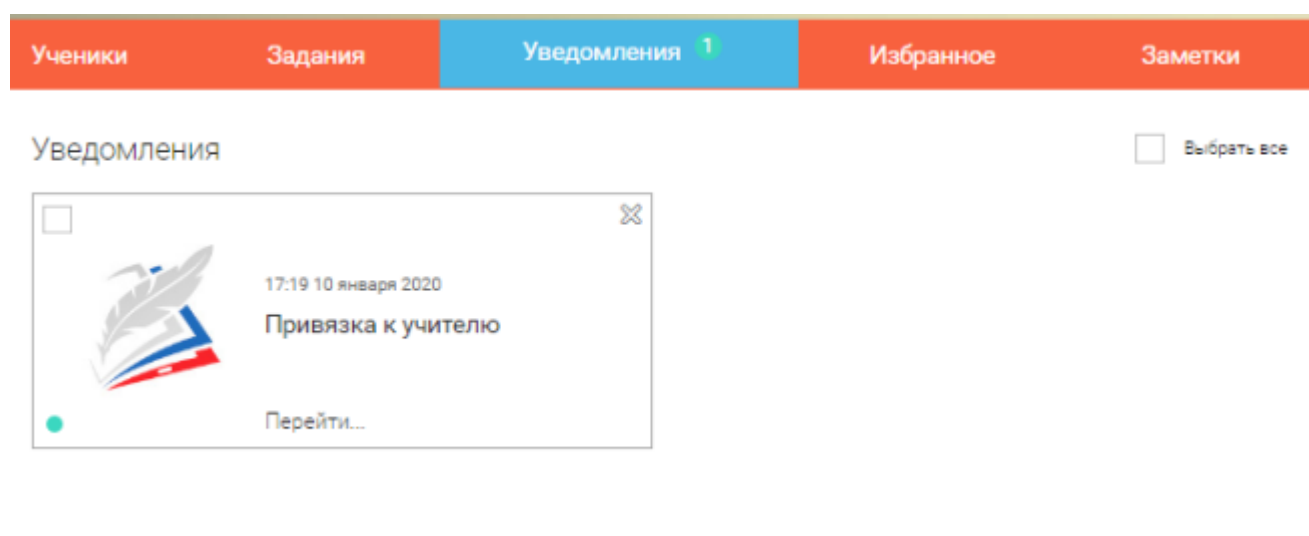 Ученики Задания Уведомления 1 Избранное Заметки
Уведомления Выбрать все
17:19 10 января 2020
Привязка к учителю
Перейти...